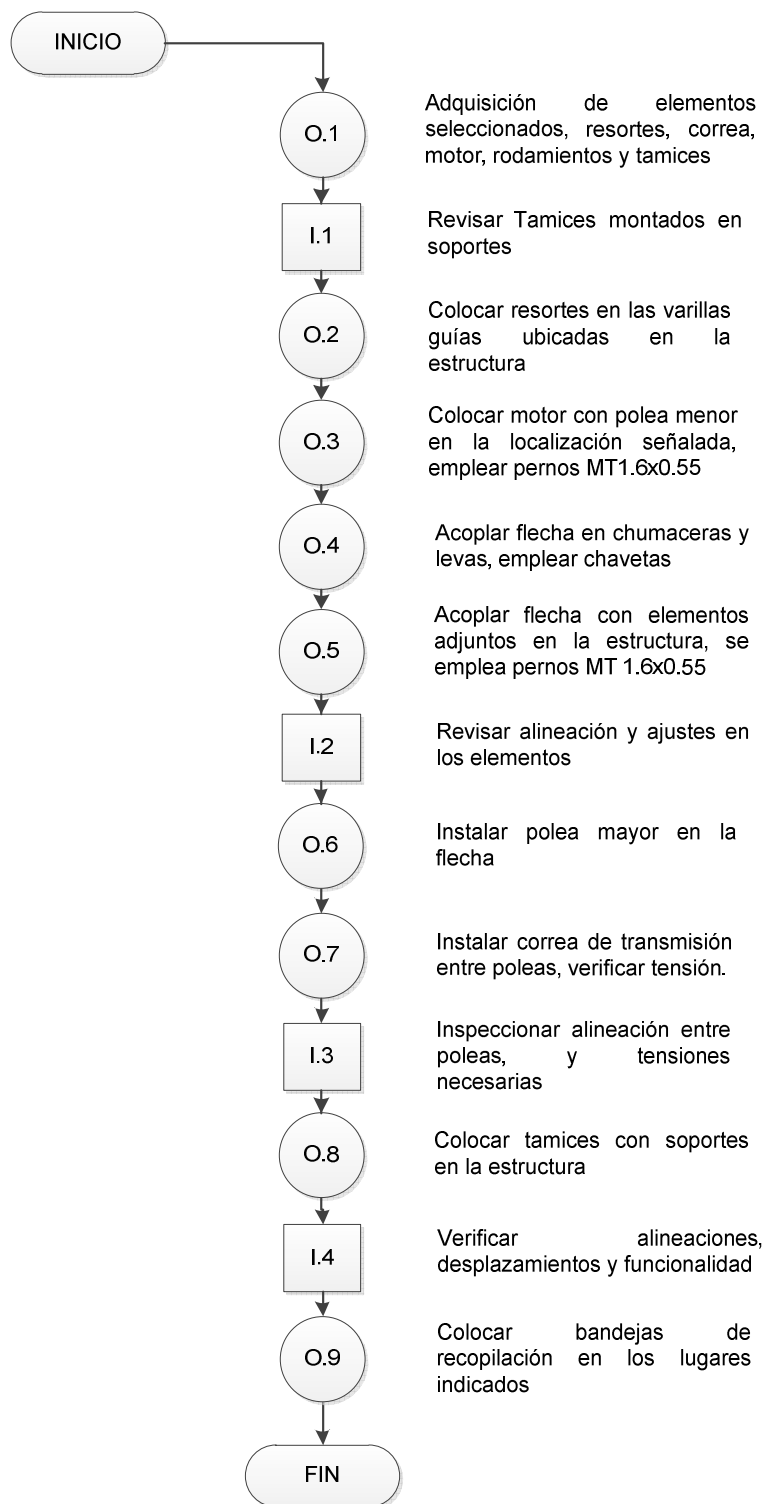 INICIO
O.1
Adquisición de elementos
seleccionados, resortes, correa,
motor, rodamientos y tamices
I.1
Revisar Tamices montados en
soportes
O.2
Colocar resortes en las varillas
guías ubicadas en la
estructura
O.3
Colocar motor con polea menor
en la localización señalada,
emplear pernos MT1.6x0.55
O.4
Acoplar flecha en chumaceras y
levas, emplear chavetas
O.5
Acoplar flecha con elementos
adjuntos en la estructura, se
emplea pernos MT 1.6x0.55
I.2
Revisar alineación y ajustes en
los elementos
O.6
Instalar polea mayor en la
flecha
O.7
Instalar correa de transmisión
entre poleas, verificar tensión.
I.3
Inspeccionar alineación entre
poleas, y tensiones
necesarias
O.8
Colocar tamices con soportes
en la estructura
I.4
Verificar alineaciones,
desplazamientos y funcionalidad
O.9
Colocar bandejas de
recopilación en los lugares
indicados
FIN